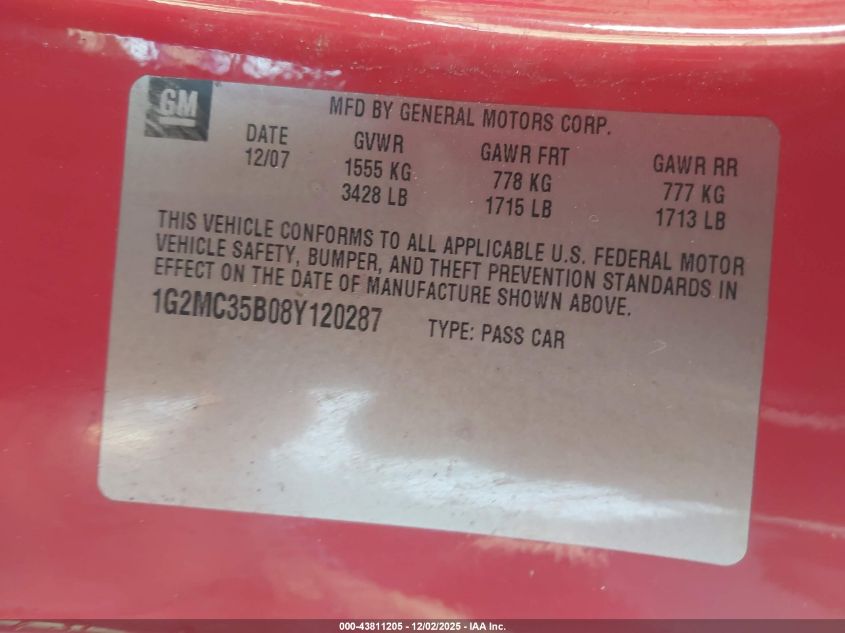 GM
MFD BY GENERAL MOTORS CORP.
DATE GVWR GAWR FRT GAWR RR
12/07 1555 KG 778 KG 777 KG
3428 LB 1715 LB 1713 LB
THIS VEHICLE CONFORMS TO ALL APPLICABLE U.S. FEDERAL MOTOR
VEHICLE SAFETY, BUMPER, AND THEFT PREVENTION STANDARDS IN
EFFECT ON THE DATE OF MANUFACTURE SHOWN ABOVE.
1G2MC35B08Y120287 TYPE: PASS CAR
000-43811205 - 12/02/2025 - IAA Inc.